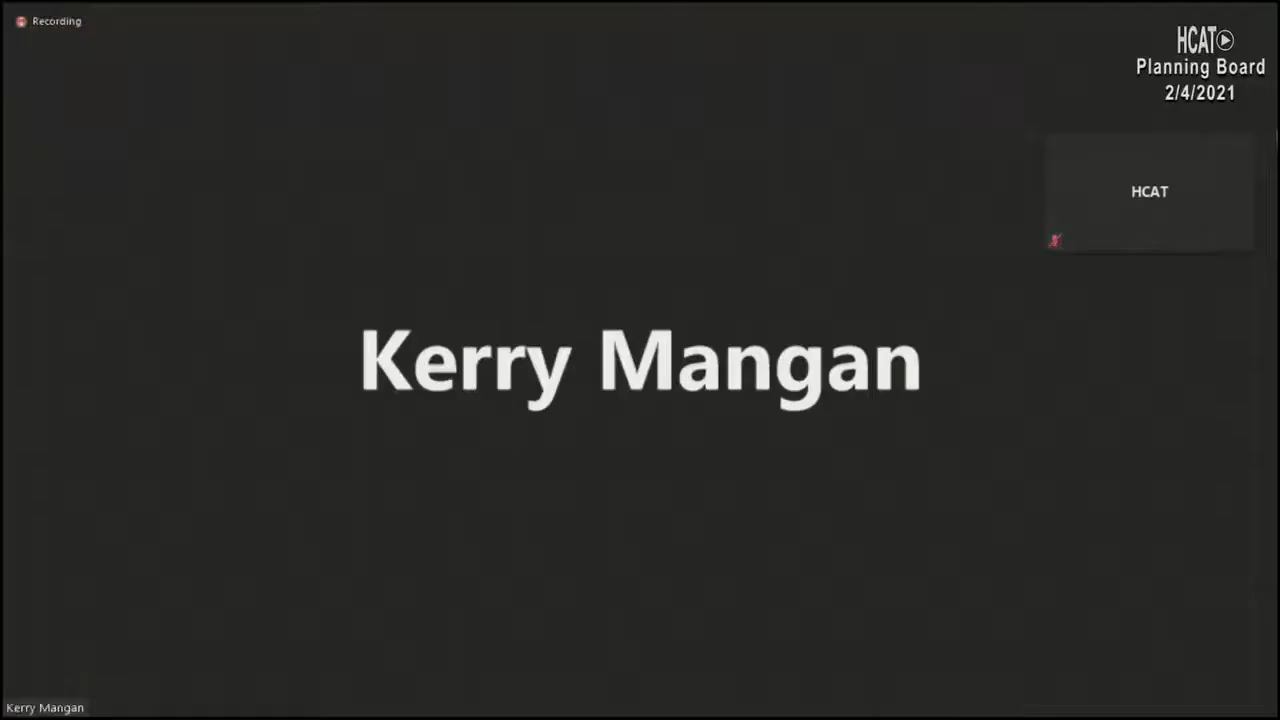 Recording
HCAT
Planning Board
2/4/2021
HCAT
Kerry Mangan
Kerry Mangan